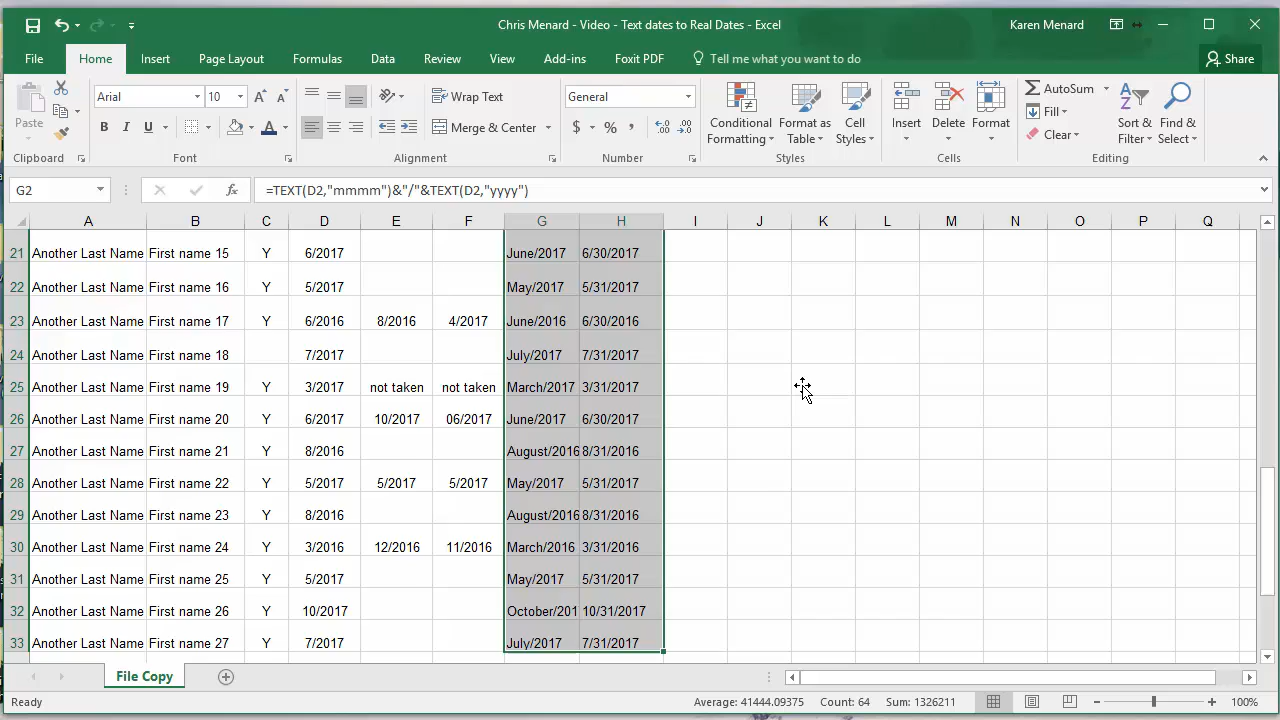 Chris Menard - Video - Text dates to Real Dates - Excel
Karen Menard
File Home Insert Page Layout Formulas Data Review View Add-ins Foxit PDF Tell me what you want to do Share
Arial 10 Wrap Text General AutoSum
Paste Conditional Format as Cell Insert Delete Format Fill Sort & Find &
B I U Merge & Center $ % , Formatting Table Styles Clear Filter Select
Clipboard Font Alignment Number Styles Cells Editing
G2 fx =TEXT(D2,"mmmm")&"/"&TEXT(D2,"yyyy")
A B C D E F G H I J K L M N O P Q
21 Another Last Name First name 15 Y 6/2017 June/2017 6/30/2017
22 Another Last Name First name 16 Y 5/2017 May/2017 5/31/2017
23 Another Last Name First name 17 Y 6/2016 8/2016 4/2017 June/2016 6/30/2016
24 Another Last Name First name 18 Y 7/2017 July/2017 7/31/2017
25 Another Last Name First name 19 Y 3/2017 not taken not taken March/2017 3/31/2017
26 Another Last Name First name 20 Y 6/2017 10/2017 06/2017 June/2017 6/30/2017
27 Another Last Name First name 21 Y 8/2016 August/2016 8/31/2016
28 Another Last Name First name 22 Y 5/2017 5/2017 5/2017 May/2017 5/31/2017
29 Another Last Name First name 23 Y 8/2016 August/2016 8/31/2016
30 Another Last Name First name 24 Y 3/2016 12/2016 11/2016 March/2016 3/31/2016
31 Another Last Name First name 25 Y 5/2017 May/2017 5/31/2017
32 Another Last Name First name 26 Y 10/2017 October/201 10/31/2017
33 Another Last Name First name 27 Y 7/2017 July/2017 7/31/2017
File Copy
Ready Average: 41444.09375 Count: 64 Sum: 1326211 100%